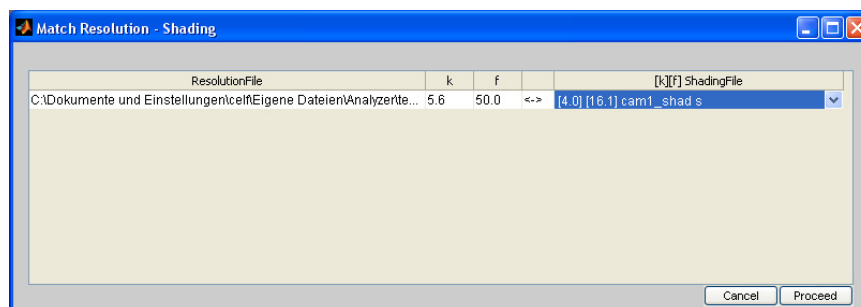 Match Resolution - Shading
ResolutionFile k f [k][f] ShadingFile
C:\Dokumente und Einstellungen\celf\Eigene Dateien\Analyzer\te... 5.6 50.0 <-> [4.0] [16.1] cam1_shad s
Cancel Proceed